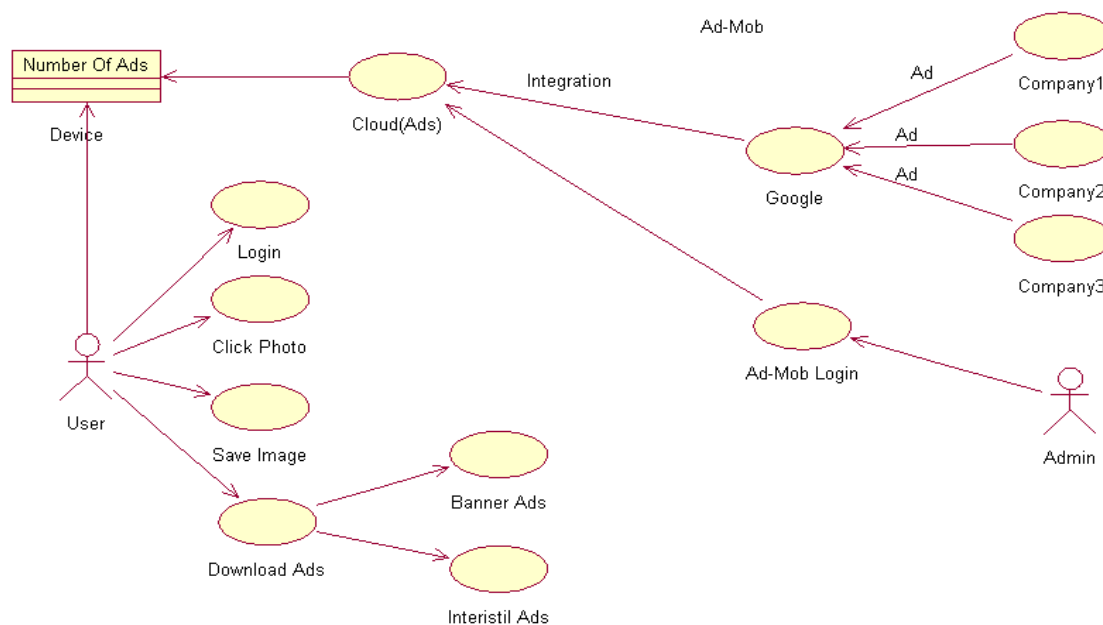 Ad-Mob
Number Of Ads
Device
Cloud(Ads)
Integration
Ad
Company1
Ad
Company2
Ad
Google
Company3
Login
Click Photo
Ad-Mob Login
User
Save Image
Admin
Banner Ads
Download Ads
Interistil Ads